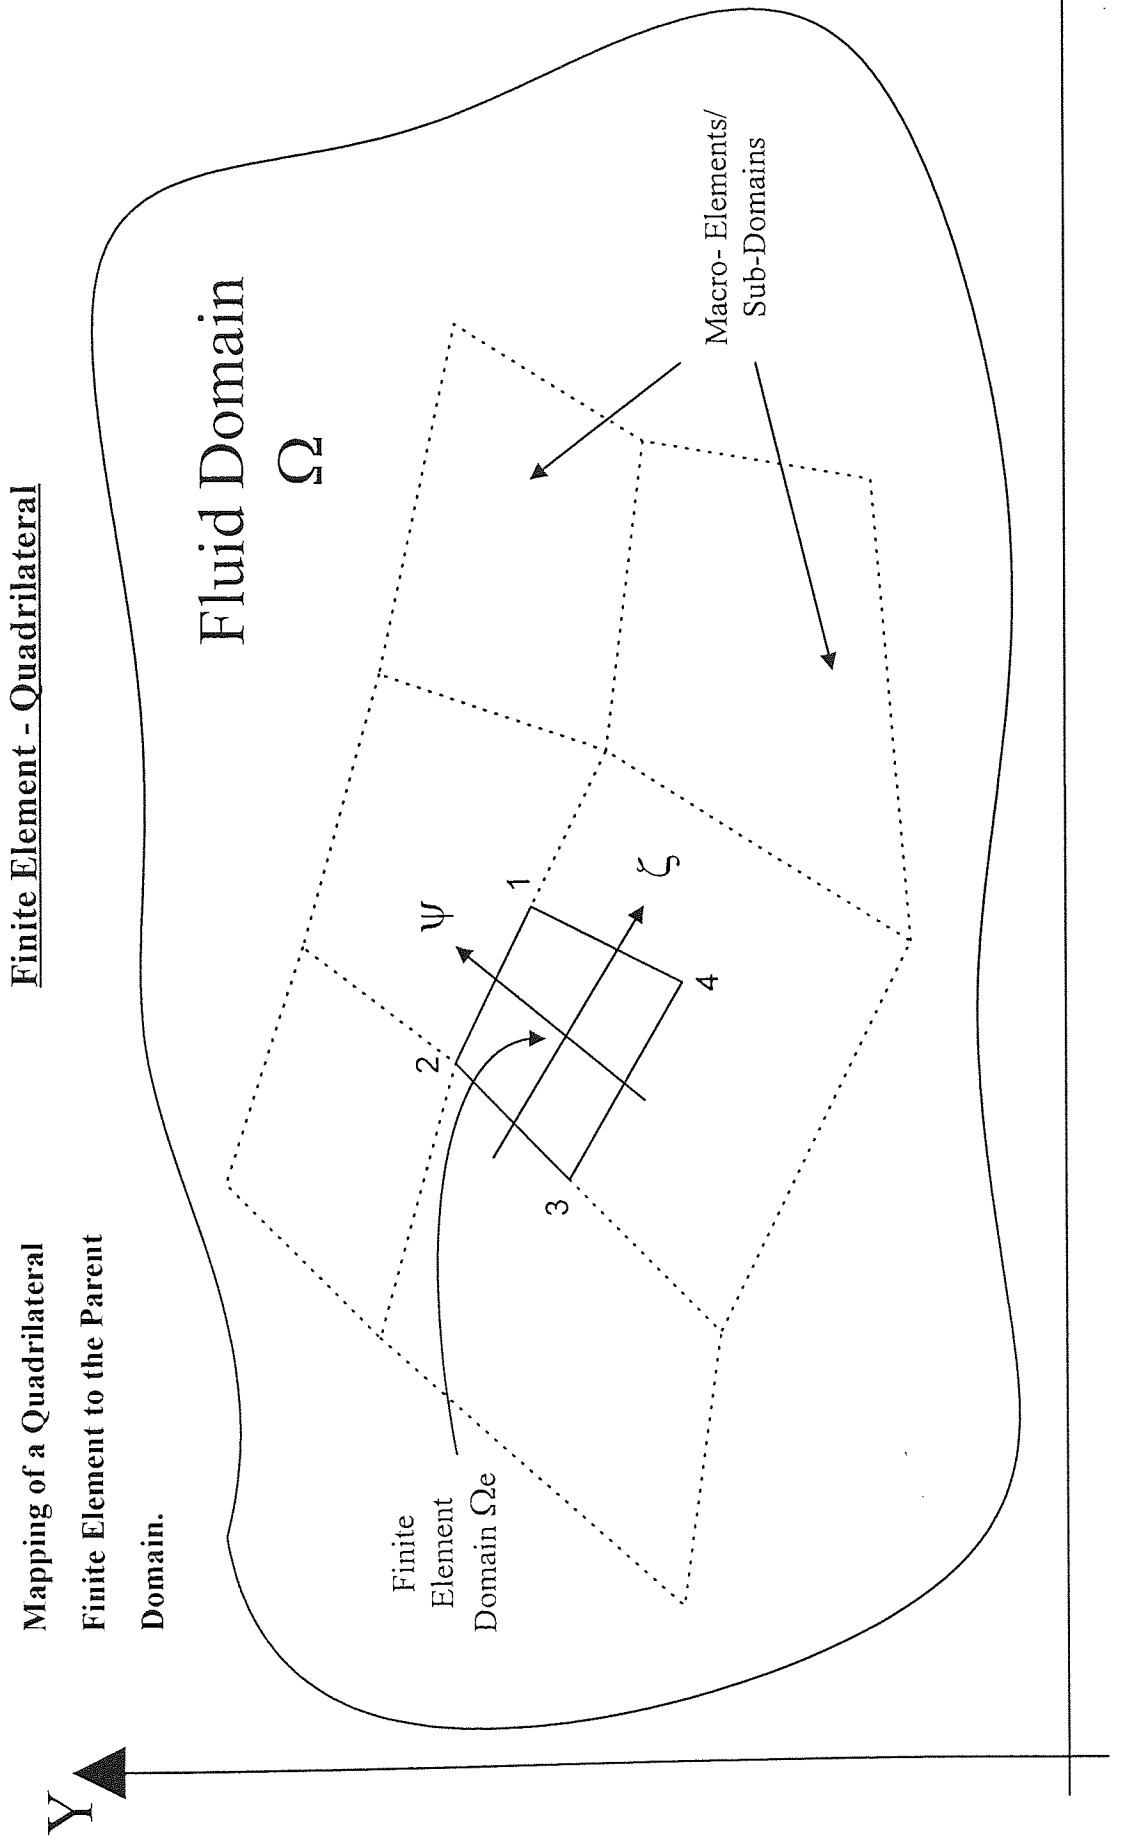 Finite Element - Quadrilateral
Mapping of a Quadrilateral
Finite Element to the Parent
Domain.
Y
Fluid Domain
Ω
Finite
Element
Domain Ωe
Macro- Elements/
Sub-Domains
ψ
ζ
1
2
3
4